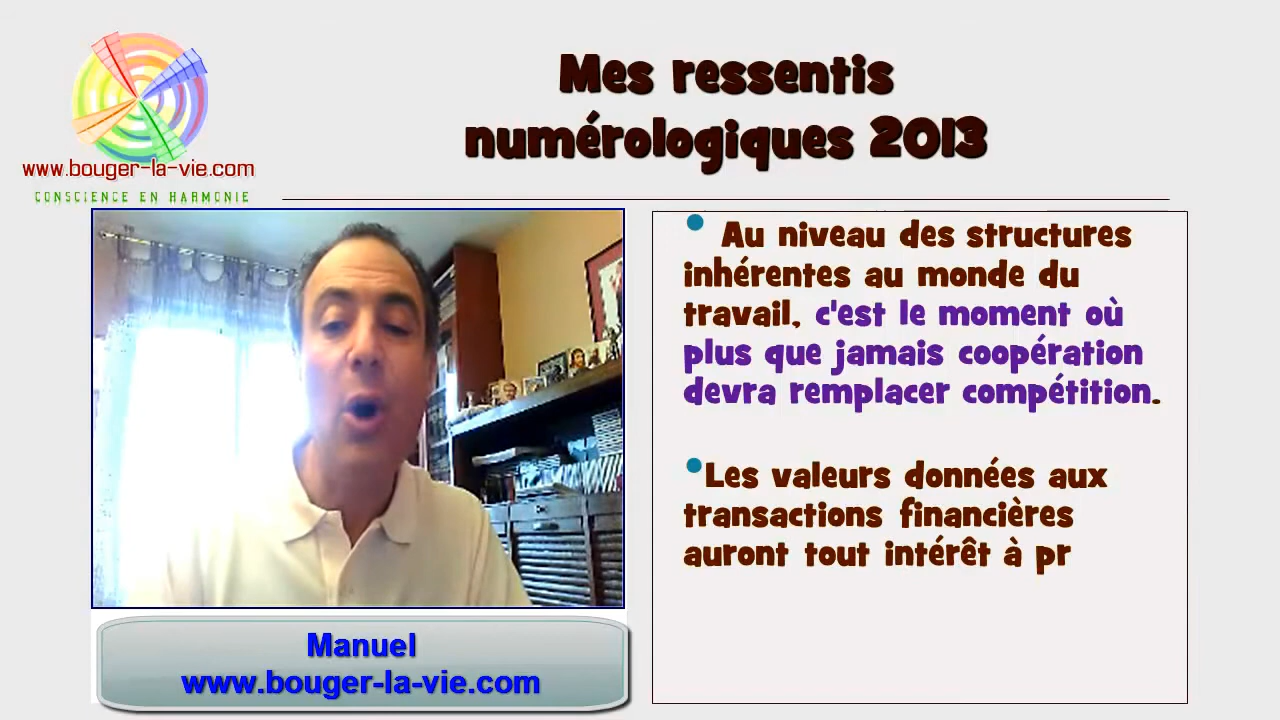 Mes ressentis
numérologiques 2013
www.bouger-la-vie.com
CONSCIENCE EN HARMONIE
• Au niveau des structures
inhérentes au monde du
travail, c'est le moment où
plus que jamais coopération
devra remplacer compétition.
•Les valeurs données aux
transactions financières
auront tout intérêt à pr
Manuel
www.bouger-la-vie.com